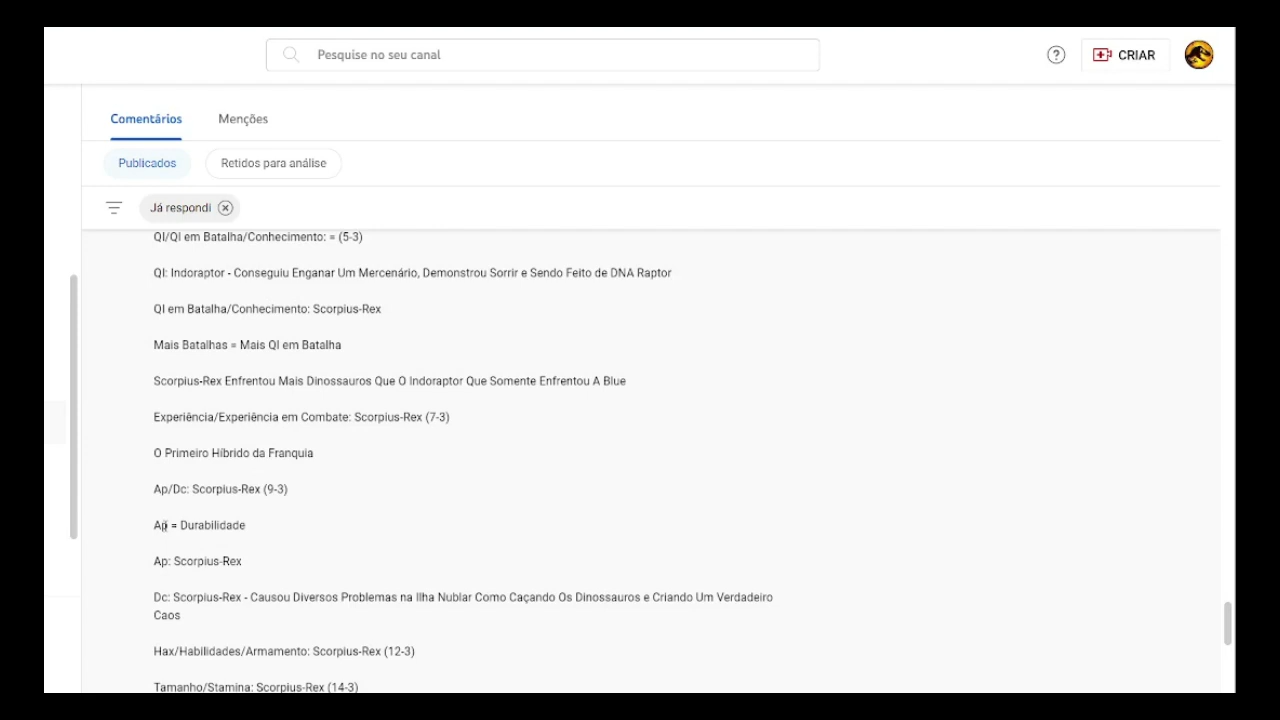 Pesquise no seu canal
CRIAR
Comentários
Menções
Publicados
Retidos para análise
Já respondi
QI/QI em Batalha/Conhecimento: = (5-3)
QI: Indoraptor - Conseguiu Enganar Um Mercenário, Demonstrou Sorrir e Sendo Feito de DNA Raptor
QI em Batalha/Conhecimento: Scorpius-Rex
Mais Batalhas = Mais QI em Batalha
Scorpius-Rex Enfrentou Mais Dinossauros Que O Indoraptor Que Somente Enfrentou A Blue
Experiência/Experiência em Combate: Scorpius-Rex (7-3)
O Primeiro Híbrido da Franquia
Ap/Dc: Scorpius-Rex (9-3)
Ap = Durabilidade
Ap: Scorpius-Rex
Dc: Scorpius-Rex - Causou Diversos Problemas na Ilha Nublar Como Caçando Os Dinossauros e Criando Um Verdadeiro
Caos
Hax/Habilidades/Armamento: Scorpius-Rex (12-3)
Tamanho/Stamina: Scorpius-Rex (14-3)